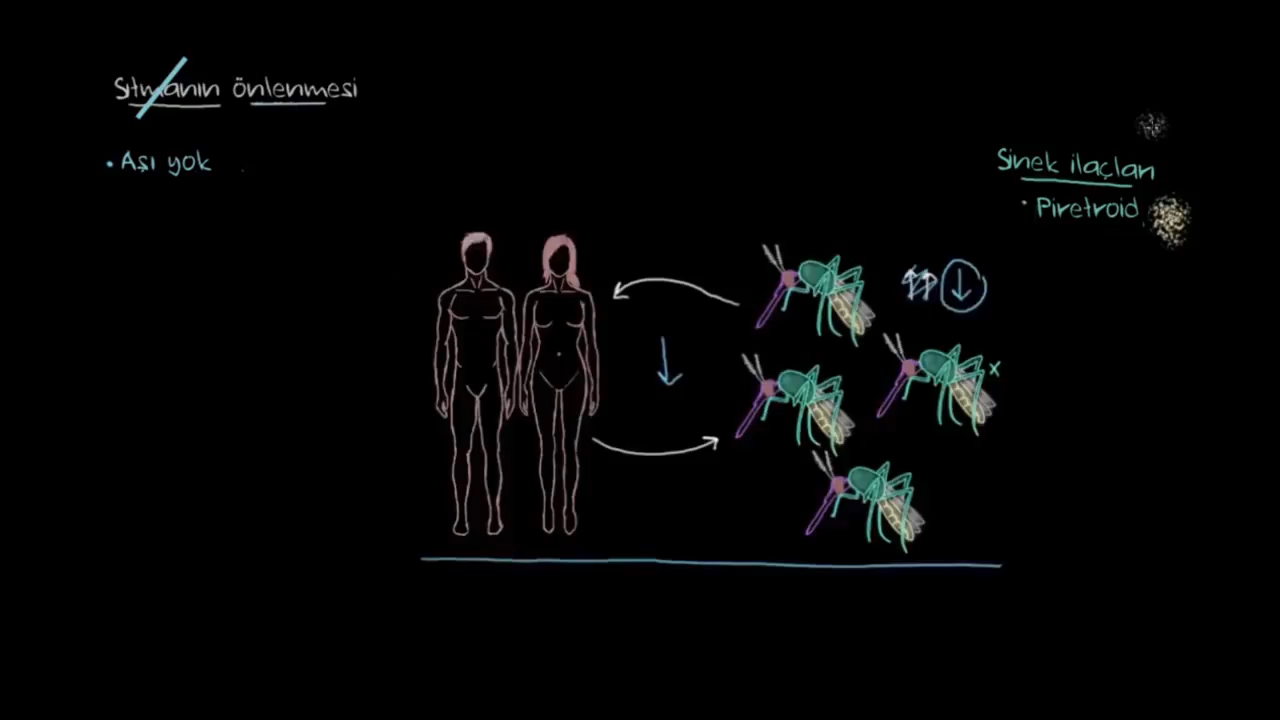 Sıtmanın önlenmesi
• Aşı yok
Sinek ilaçları
• Piretroid
x